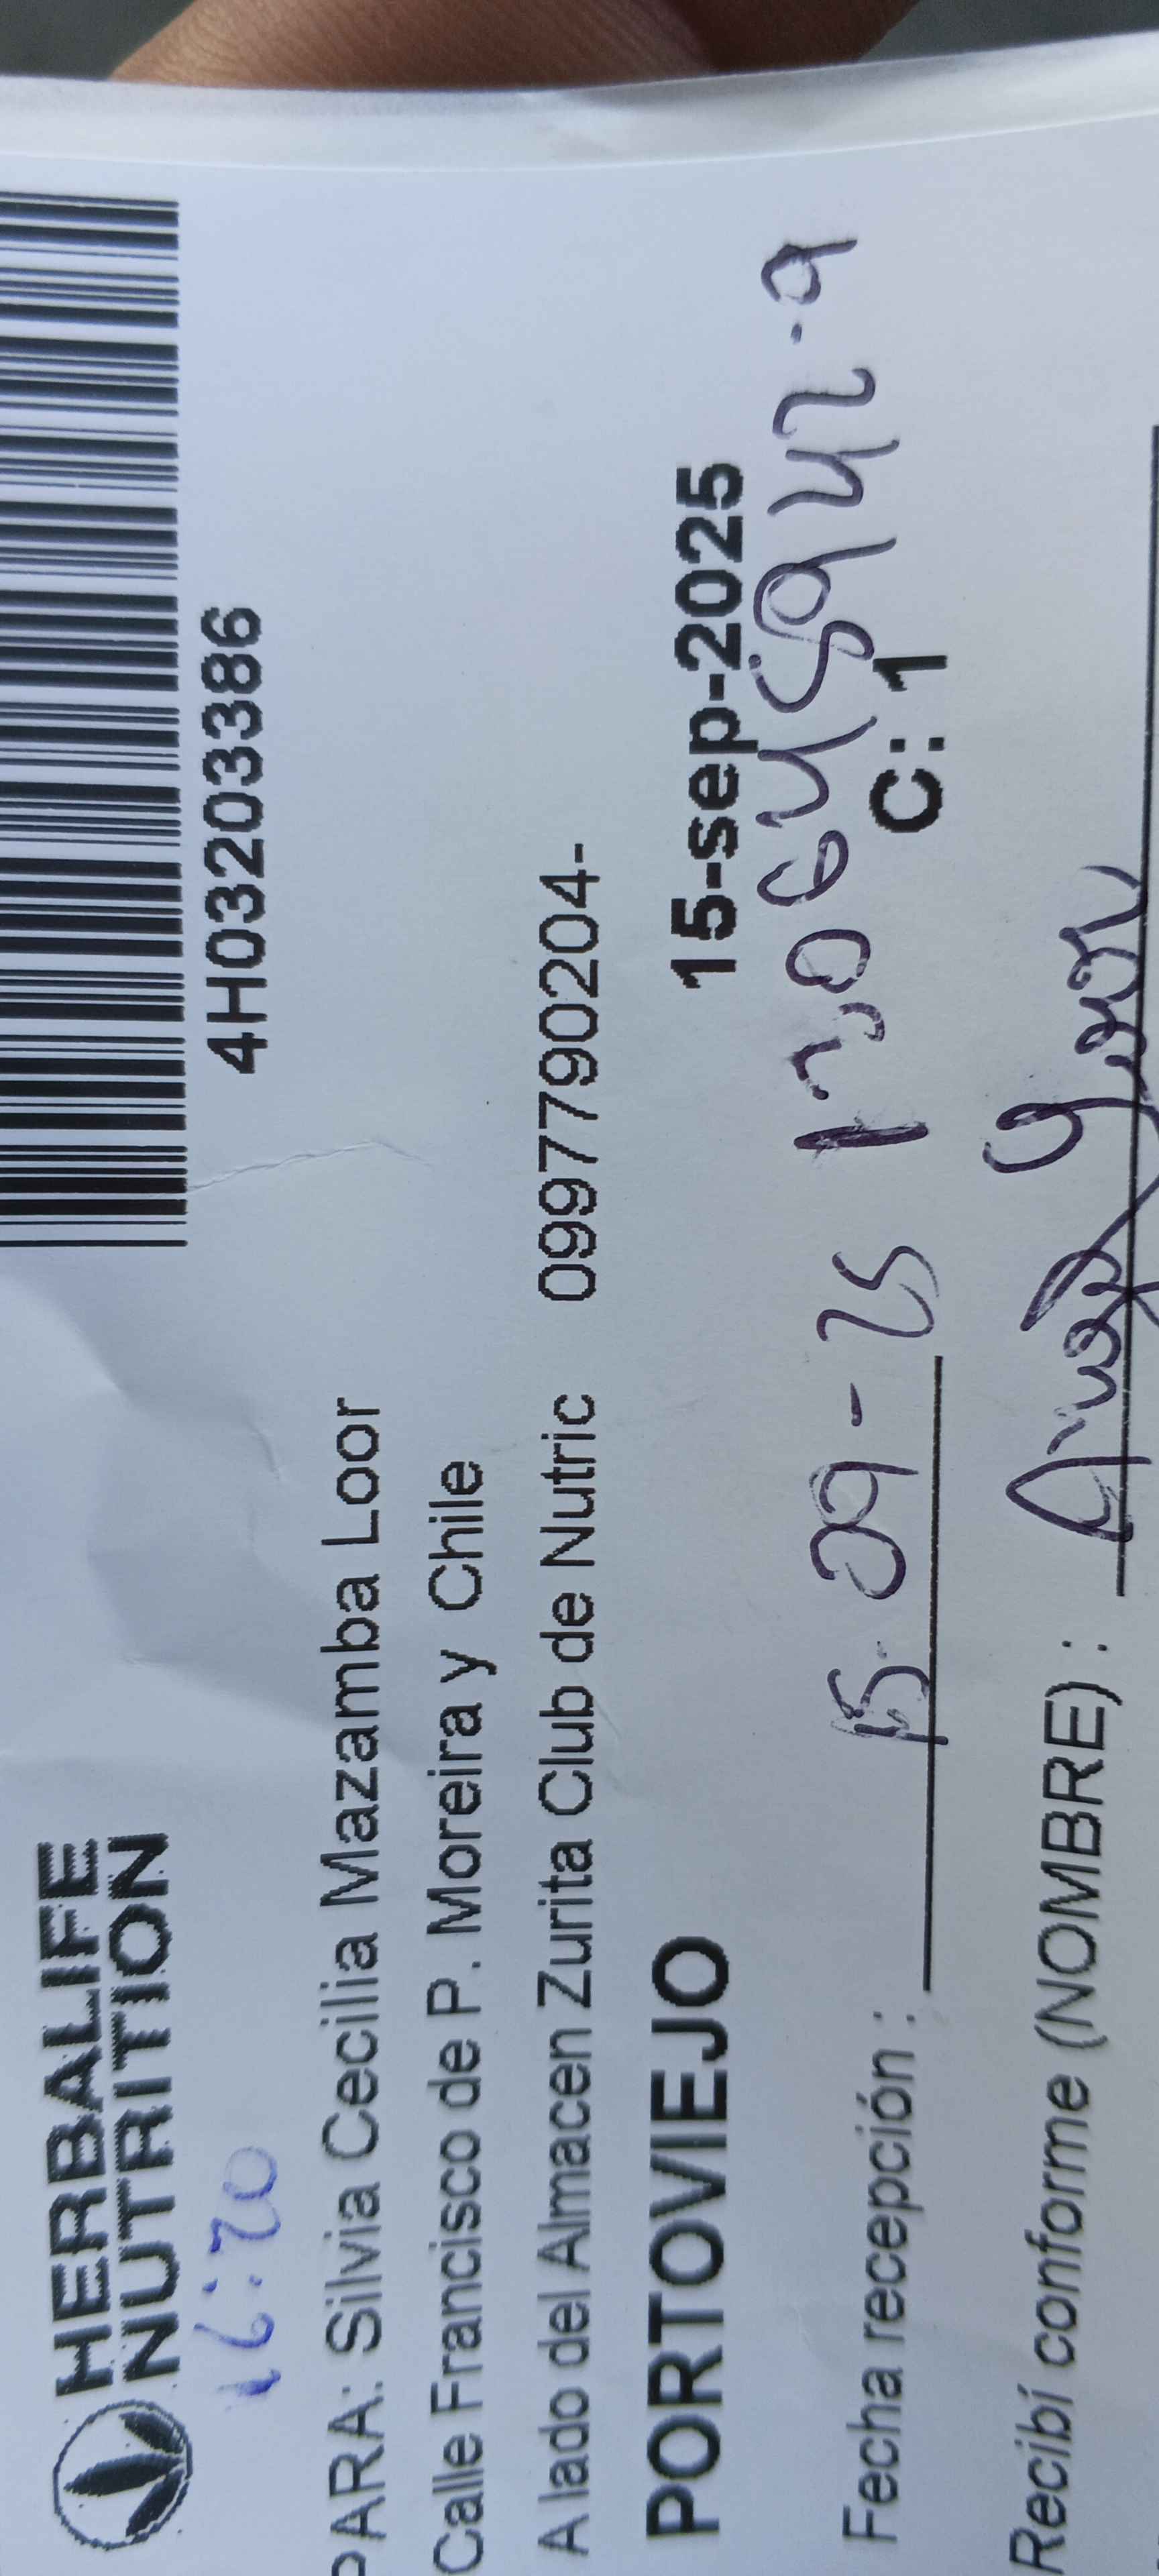 HERBALIFE
NUTRITION
16:20
4H03203386
PARA: Silvia Cecilia Mazamba Loor
Calle Francisco de P. Moreira y Chile
A lado del Almacen Zurita Club de Nutric 0997790204-
PORTOVIEJO 15-sep-2025
C: 1
Fecha recepción : 15-09-25
Recibí conforme (NOMBRE) :